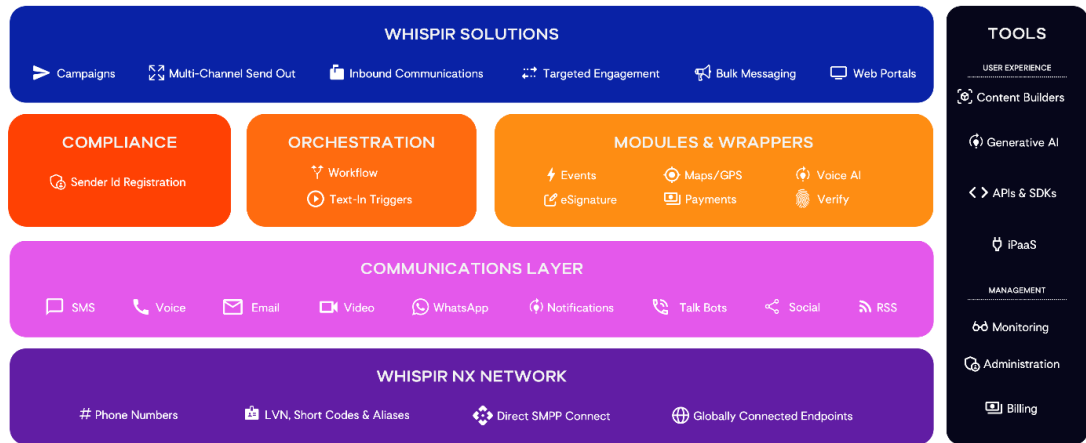 WHISPIR SOLUTIONS
Campaigns
Multi-Channel Send Out
Inbound Communications
Targeted Engagement
Bulk Messaging
Web Portals
COMPLIANCE
Sender Id Registration
ORCHESTRATION
Workflow
Text-In Triggers
MODULES & WRAPPERS
Events
Maps/GPS
Voice AI
eSignature
Payments
Verify
COMMUNICATIONS LAYER
SMS
Voice
Email
Video
WhatsApp
Notifications
Talk Bots
Social
RSS
WHISPIR NX NETWORK
# Phone Numbers
LVN, Short Codes & Aliases
Direct SMPP Connect
Globally Connected Endpoints
TOOLS
USER EXPERIENCE
Content Builders
Generative AI
APIs & SDKs
iPaaS
MANAGEMENT
Monitoring
Administration
Billing